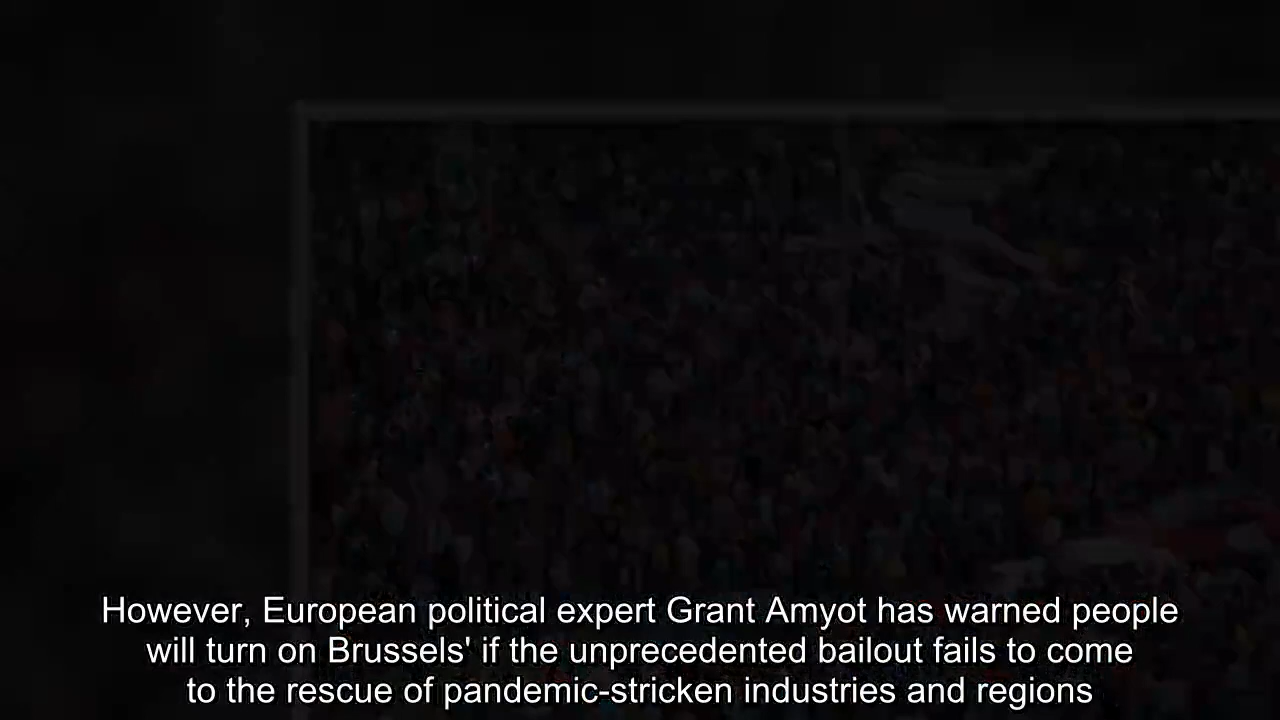 However, European political expert Grant Amyot has warned people
will turn on Brussels' if the unprecedented bailout fails to come
to the rescue of pandemic-stricken industries and regions